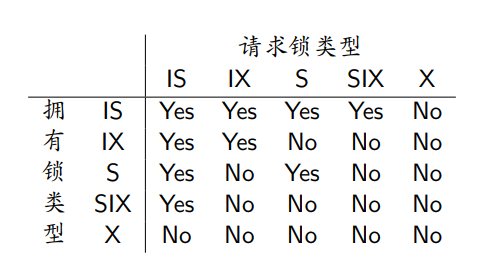 请求锁类型
IS IX S SIX X
拥 IS Yes Yes Yes Yes No
有 IX Yes Yes No No No
锁 S Yes No Yes No No
类 SIX Yes No No No No
型 X No No No No No